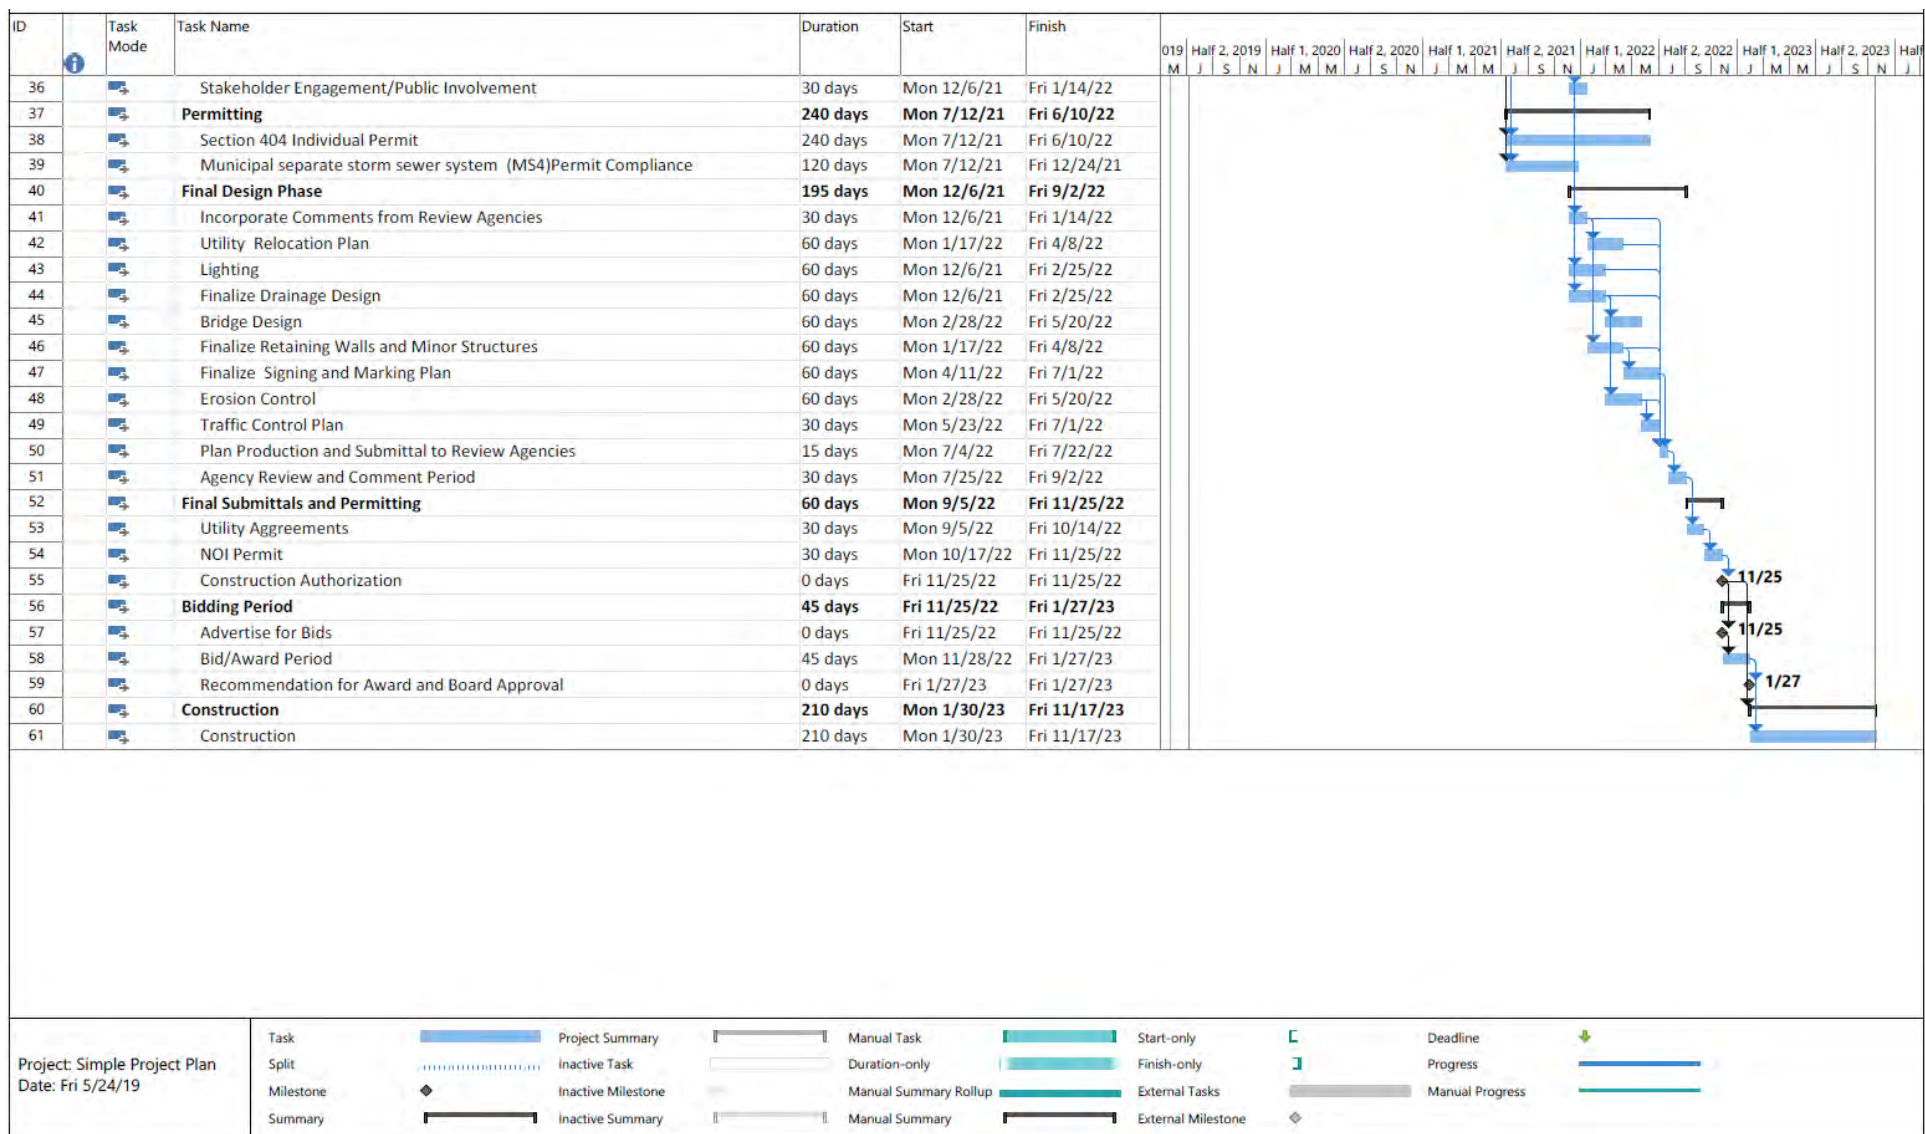 ID Task Mode Task Name Duration Start Finish
019 Half 2, 2019 Half 1, 2020 Half 2, 2020 Half 1, 2021 Half 2, 2021 Half 1, 2022 Half 2, 2022 Half 1, 2023 Half 2, 2023 Half
M J S N J M M J S N J M M J S N J M M J S N J M M J S N J
36 Stakeholder Engagement/Public Involvement 30 days Mon 12/6/21 Fri 1/14/22
37 Permitting 240 days Mon 7/12/21 Fri 6/10/22
38 Section 404 Individual Permit 240 days Mon 7/12/21 Fri 6/10/22
39 Municipal separate storm sewer system (MS4)Permit Compliance 120 days Mon 7/12/21 Fri 12/24/21
40 Final Design Phase 195 days Mon 12/6/21 Fri 9/2/22
41 Incorporate Comments from Review Agencies 30 days Mon 12/6/21 Fri 1/14/22
42 Utility Relocation Plan 60 days Mon 1/17/22 Fri 4/8/22
43 Lighting 60 days Mon 12/6/21 Fri 2/25/22
44 Finalize Drainage Design 60 days Mon 12/6/21 Fri 2/25/22
45 Bridge Design 60 days Mon 2/28/22 Fri 5/20/22
46 Finalize Retaining Walls and Minor Structures 60 days Mon 1/17/22 Fri 4/8/22
47 Finalize Signing and Marking Plan 60 days Mon 4/11/22 Fri 7/1/22
48 Erosion Control 60 days Mon 2/28/22 Fri 5/20/22
49 Traffic Control Plan 30 days Mon 5/23/22 Fri 7/1/22
50 Plan Production and Submittal to Review Agencies 15 days Mon 7/4/22 Fri 7/22/22
51 Agency Review and Comment Period 30 days Mon 7/25/22 Fri 9/2/22
52 Final Submittals and Permitting 60 days Mon 9/5/22 Fri 11/25/22
53 Utility Aggreements 30 days Mon 9/5/22 Fri 10/14/22
54 NOI Permit 30 days Mon 10/17/22 Fri 11/25/22
55 Construction Authorization 0 days Fri 11/25/22 Fri 11/25/22 11/25
56 Bidding Period 45 days Fri 11/25/22 Fri 1/27/23
57 Advertise for Bids 0 days Fri 11/25/22 Fri 11/25/22 11/25
58 Bid/Award Period 45 days Mon 11/28/22 Fri 1/27/23
59 Recommendation for Award and Board Approval 0 days Fri 1/27/23 Fri 1/27/23 1/27
60 Construction 210 days Mon 1/30/23 Fri 11/17/23
61 Construction 210 days Mon 1/30/23 Fri 11/17/23
Project: Simple Project Plan
Date: Fri 5/24/19
Task Project Summary Manual Task Start-only Deadline
Split Inactive Task Duration-only Finish-only Progress
Milestone Inactive Milestone Manual Summary Rollup External Tasks Manual Progress
Summary Inactive Summary Manual Summary External Milestone